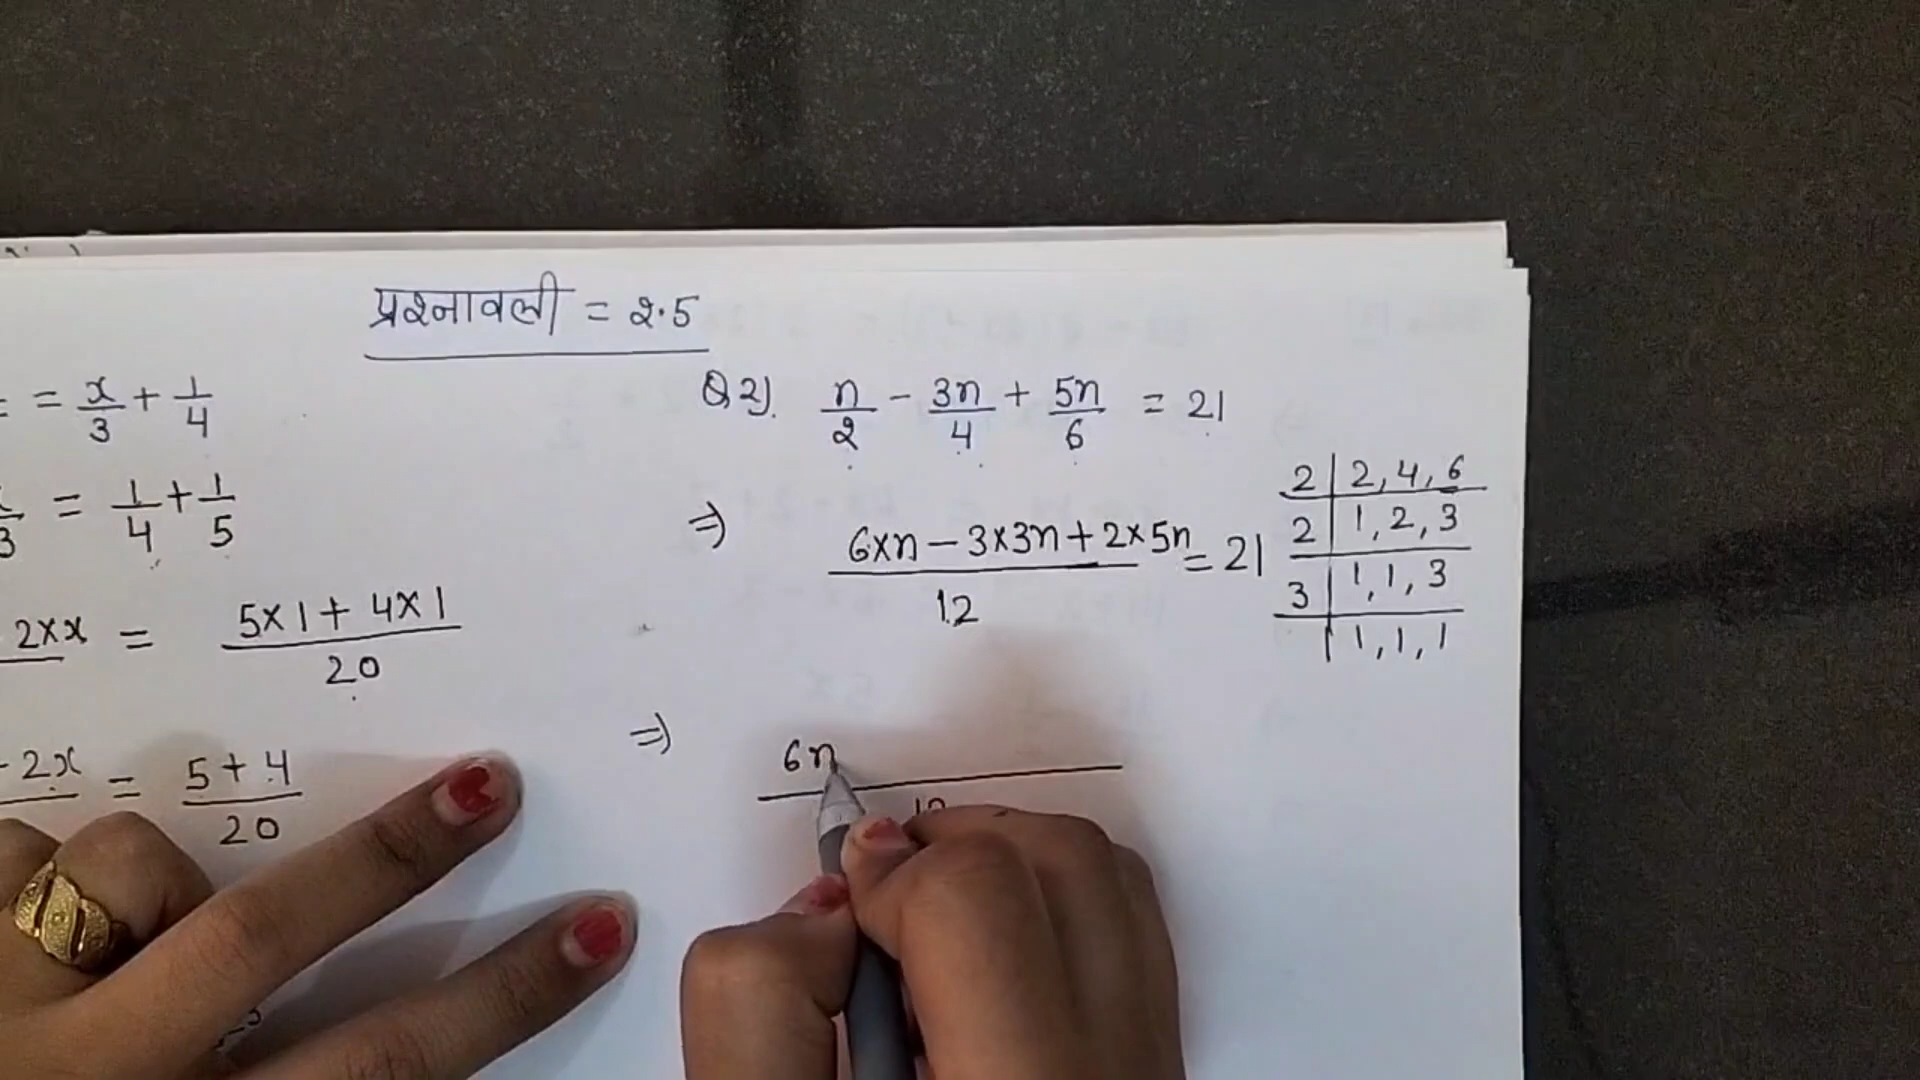 प्रश्नावली = २.5
= x/3 + 1/4
/3 = 1/4 + 1/5
2×x = 5×1 + 4×1 / 20
- 2x = 5 + 4 / 20
Q 2). n/2 - 3n/4 + 5n/6 = 21
⇒ 6×n - 3×3n + 2×5n / 12 = 21
2 | 2, 4, 6
2 | 1, 2, 3
3 | 1, 1, 3
| 1, 1, 1
⇒ 6n